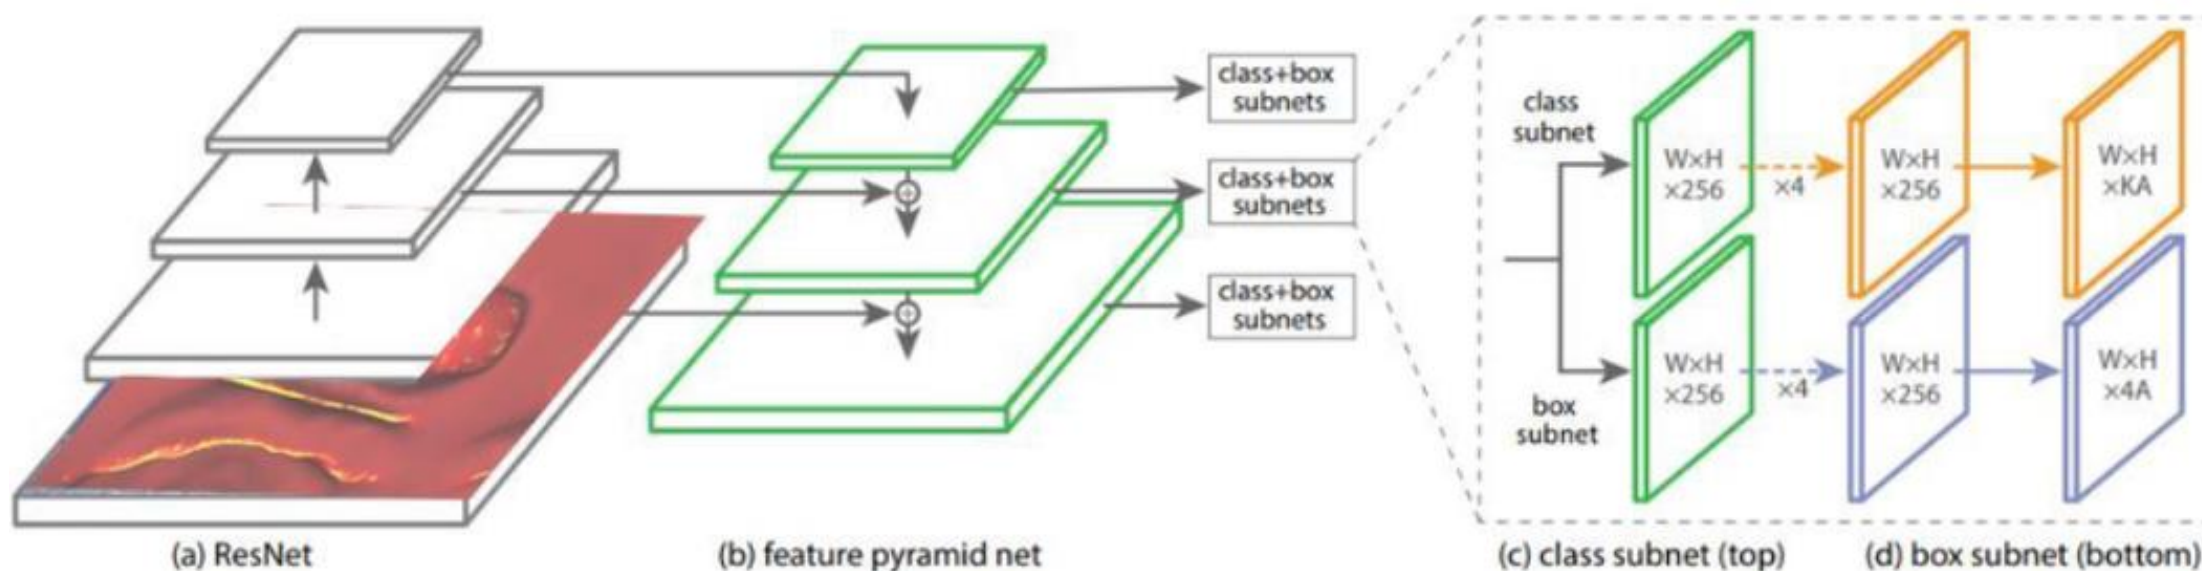 class+box
subnets
class+box
subnets
class+box
subnets
class
subnet
W×H
×256
×4
W×H
×256
W×H
×KA
box
subnet
W×H
×256
×4
W×H
×256
W×H
×4A
(a) ResNet
(b) feature pyramid net
(c) class subnet (top)
(d) box subnet (bottom)